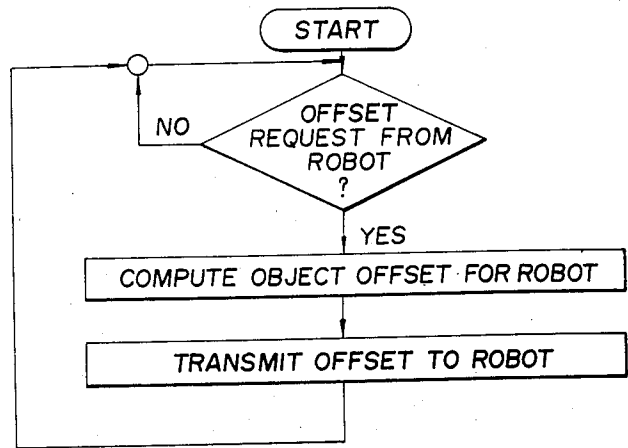 START
OFFSET
REQUEST FROM
ROBOT
?
NO
YES
COMPUTE OBJECT OFFSET FOR ROBOT
TRANSMIT OFFSET TO ROBOT